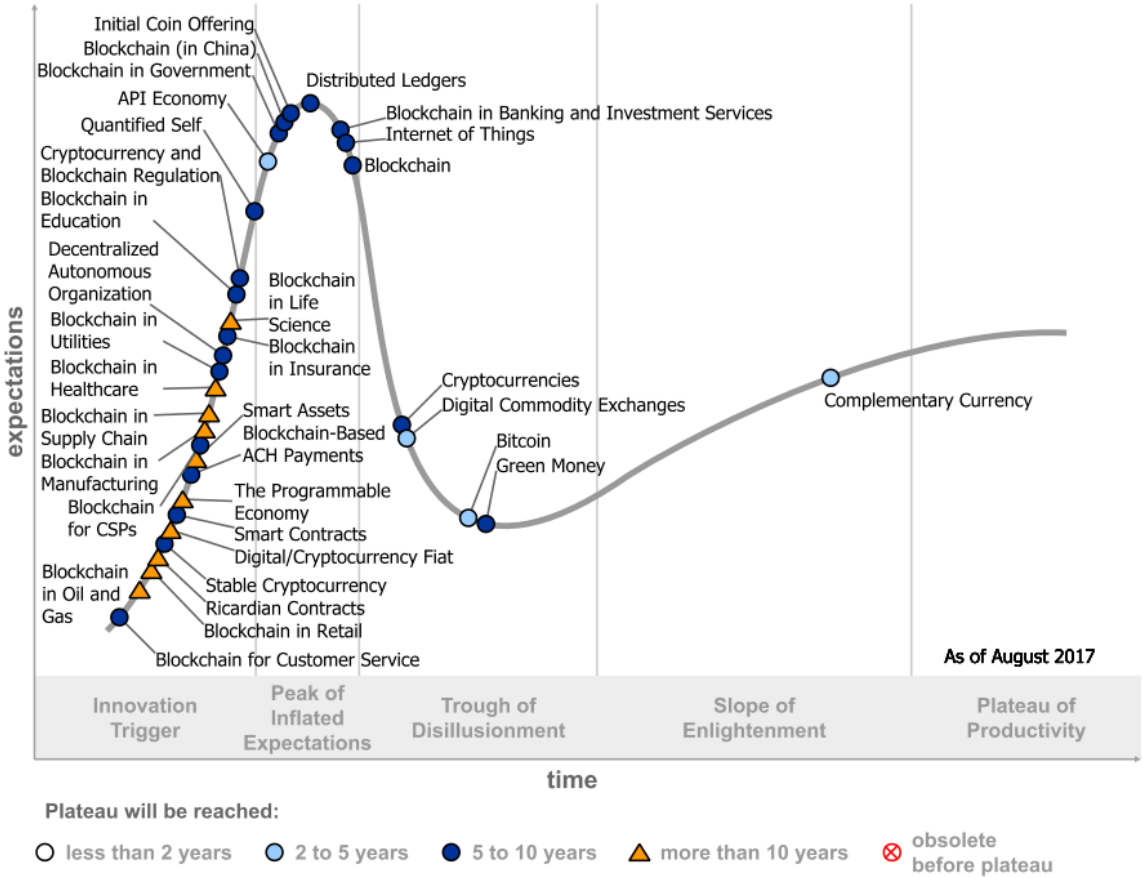 Initial Coin Offering
Blockchain (in China)
Blockchain in Government
API Economy
Quantified Self
Cryptocurrency and
Blockchain Regulation
Blockchain in
Education
Decentralized
Autonomous
Organization
Blockchain in
Utilities
Blockchain in
Healthcare
Blockchain in
Supply Chain
Blockchain in
Manufacturing
Blockchain
for CSPs
Blockchain
in Oil and
Gas
Distributed Ledgers
Blockchain in Banking and Investment Services
Internet of Things
Blockchain
Blockchain
in Life
Science
Blockchain
in Insurance
Smart Assets
Blockchain-Based
ACH Payments
The Programmable
Economy
Smart Contracts
Digital/Cryptocurrency Fiat
Stable Cryptocurrency
Ricardian Contracts
Blockchain in Retail
Blockchain for Customer Service
Cryptocurrencies
Digital Commodity Exchanges
Bitcoin
Green Money
Complementary Currency
As of August 2017
expectations
Innovation
Trigger
Peak of
Inflated
Expectations
Trough of
Disillusionment
Slope of
Enlightenment
Plateau of
Productivity
time
Plateau will be reached:
less than 2 years
2 to 5 years
5 to 10 years
more than 10 years
obsolete
before plateau